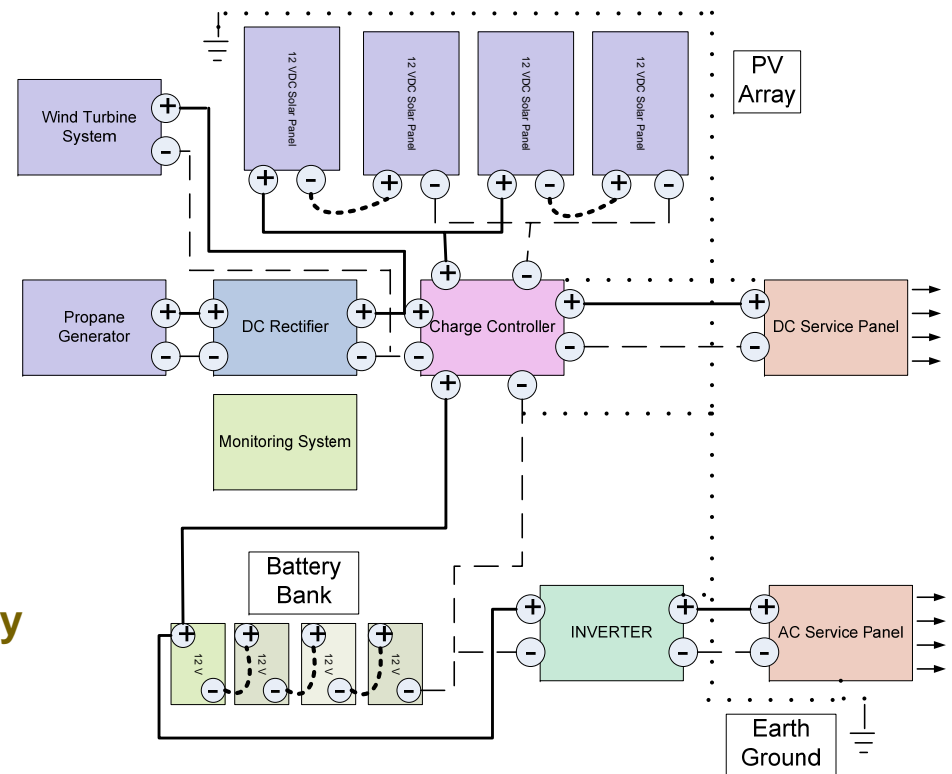 12 VDC Solar Panel
12 VDC Solar Panel
12 VDC Solar Panel
12 VDC Solar Panel
PV
Array
Wind Turbine
System
+
-
+
-
+
-
+
-
+
-
+
-
Propane
Generator
+
-
+
-
DC Rectifier
+
-
+
-
Charge Controller
+
-
+
-
DC Service Panel
+
-
Monitoring System
Battery
Bank
y
+
12 V
-
+
-
+
-
+
12 V
-
+
-
INVERTER
+
-
+
-
AC Service Panel
Earth
Ground